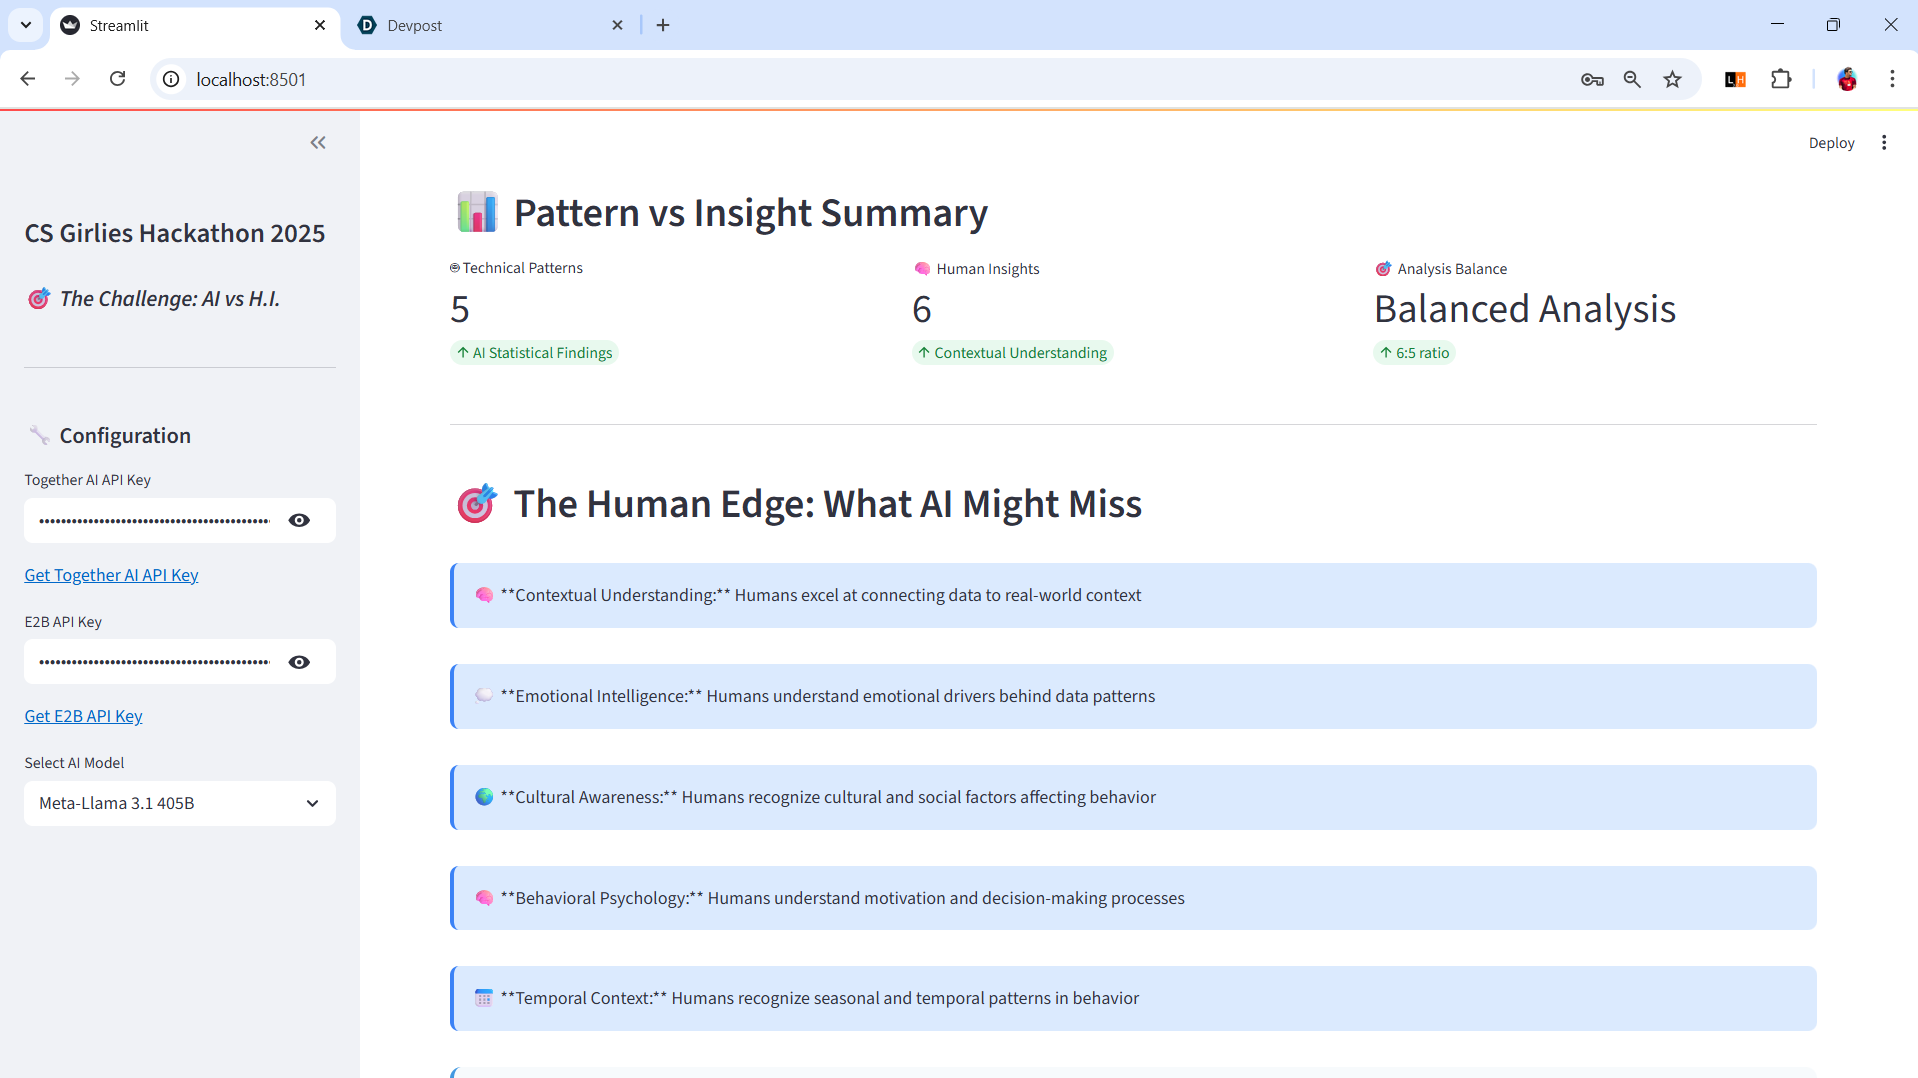 Streamlit
Devpost
localhost:8501
Deploy
CS Girlies Hackathon 2025
🎯 The Challenge: AI vs H.I.
🔧 Configuration
Together AI API Key
••••••••••••••••••••••••••••••••••••••••••
Get Together AI API Key
E2B API Key
••••••••••••••••••••••••••••••••••••••••••
Get E2B API Key
Select AI Model
Meta-Llama 3.1 405B
📊 Pattern vs Insight Summary
🤖 Technical Patterns
5
↑ AI Statistical Findings
🧠 Human Insights
6
↑ Contextual Understanding
🎯 Analysis Balance
Balanced Analysis
↑ 6:5 ratio
🎯 The Human Edge: What AI Might Miss
🧠 **Contextual Understanding:** Humans excel at connecting data to real-world context
💭 **Emotional Intelligence:** Humans understand emotional drivers behind data patterns
🌍 **Cultural Awareness:** Humans recognize cultural and social factors affecting behavior
🧠 **Behavioral Psychology:** Humans understand motivation and decision-making processes
📅 **Temporal Context:** Humans recognize seasonal and temporal patterns in behavior